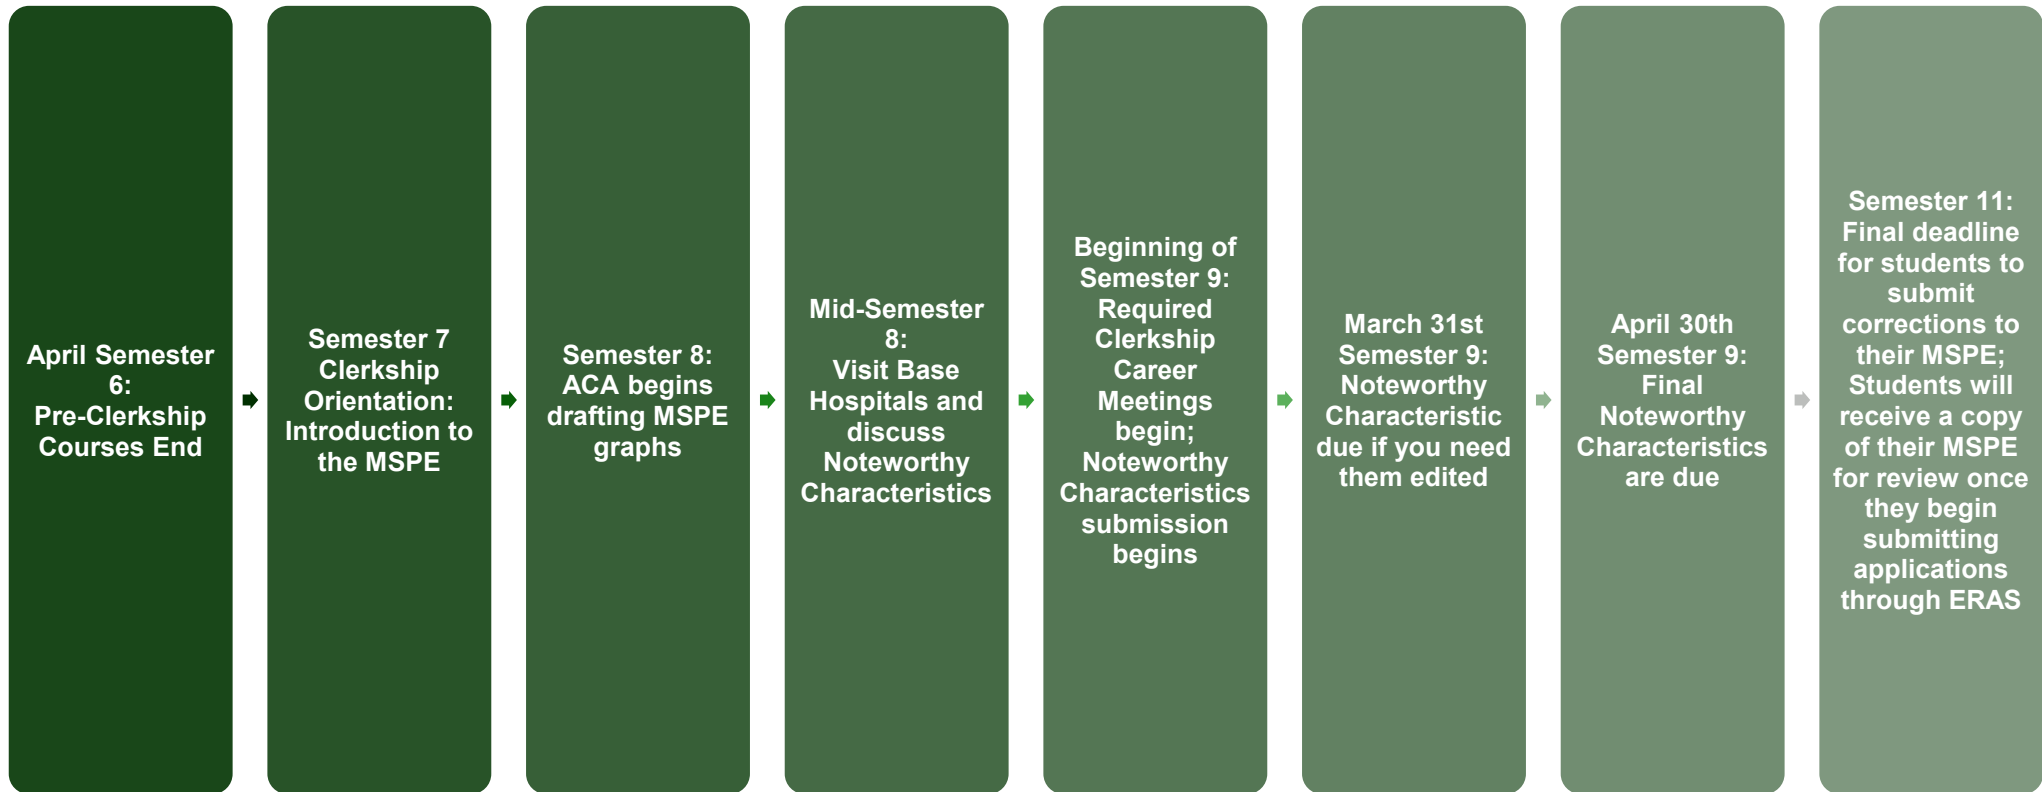 April Semester
6:
Pre-Clerkship
Courses End
Semester 7
Clerkship
Orientation:
Introduction to
the MSPE
Semester 8:
ACA begins
drafting MSPE
graphs
Mid-Semester
8:
Visit Base
Hospitals and
discuss
Noteworthy
Characteristics
Beginning of
Semester 9:
Required
Clerkship
Career
Meetings
begin;
Noteworthy
Characteristics
submission
begins
March 31st
Semester 9:
Noteworthy
Characteristic
due if you need
them edited
April 30th
Semester 9:
Final
Noteworthy
Characteristics
are due
Semester 11:
Final deadline
for students to
submit
corrections to
their MSPE;
Students will
receive a copy
of their MSPE
for review once
they begin
submitting
applications
through ERAS